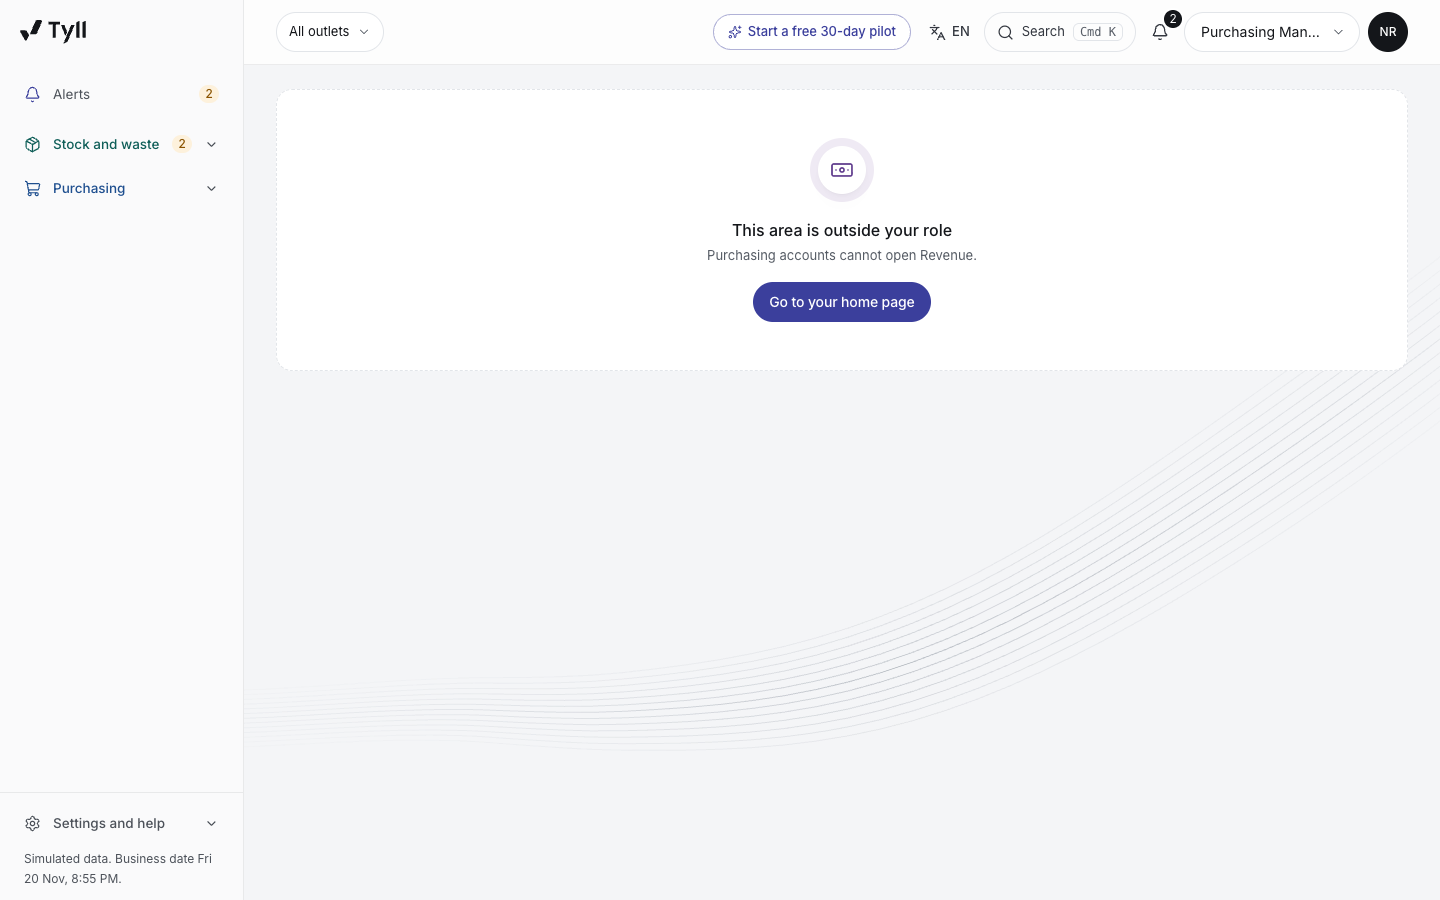 Tyll
All outlets
Start a free 30-day pilot
EN
Search Cmd K
2
Purchasing Man...
NR
Alerts 2
Stock and waste 2
Purchasing
This area is outside your role
Purchasing accounts cannot open Revenue.
Go to your home page
Settings and help
Simulated data. Business date Fri
20 Nov, 8:55 PM.